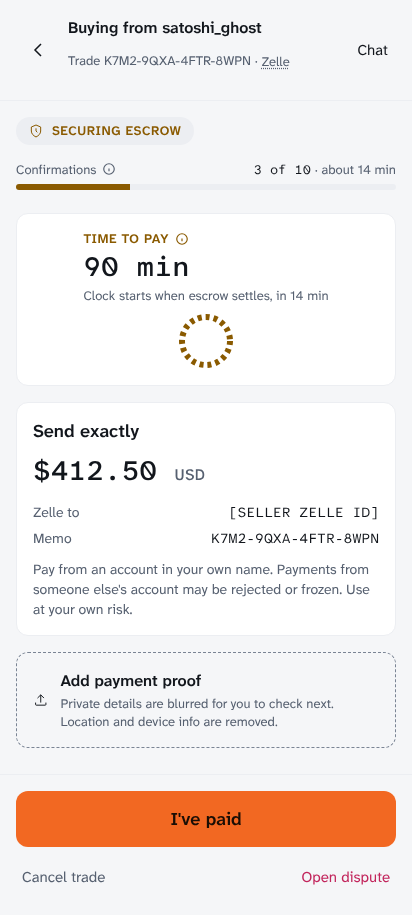 Buying from satoshi_ghost
Trade K7M2-9QXA-4FTR-8WPN · Zelle
Chat
SECURING ESCROW
Confirmations
3 of 10 · about 14 min
TIME TO PAY
90 min
Clock starts when escrow settles, in 14 min
Send exactly
$412.50 USD
Zelle to
[SELLER ZELLE ID]
Memo
K7M2-9QXA-4FTR-8WPN
Pay from an account in your own name. Payments from
someone else's account may be rejected or frozen. Use
at your own risk.
Add payment proof
Private details are blurred for you to check next.
Location and device info are removed.
I've paid
Cancel trade
Open dispute